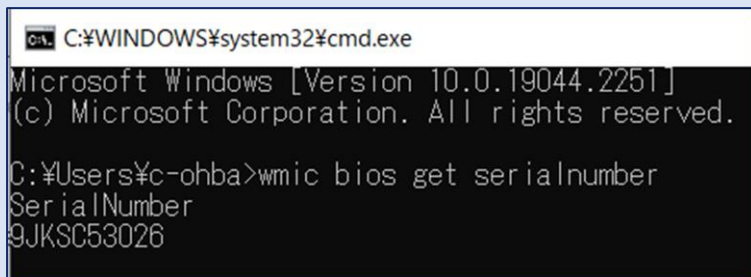 C:¥WINDOWS¥system32¥cmd.exe
Microsoft Windows [Version 10.0.19044.2251]
(c) Microsoft Corporation. All rights reserved.
C:¥Users¥c-ohba>wmic bios get serialnumber
SerialNumber
9JKSC53026